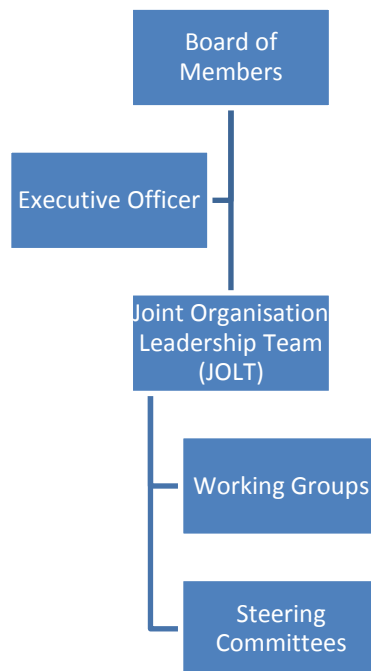 Board of
Members
Executive Officer
Joint Organisation
Leadership Team
(JOLT)
Working Groups
Steering
Committees